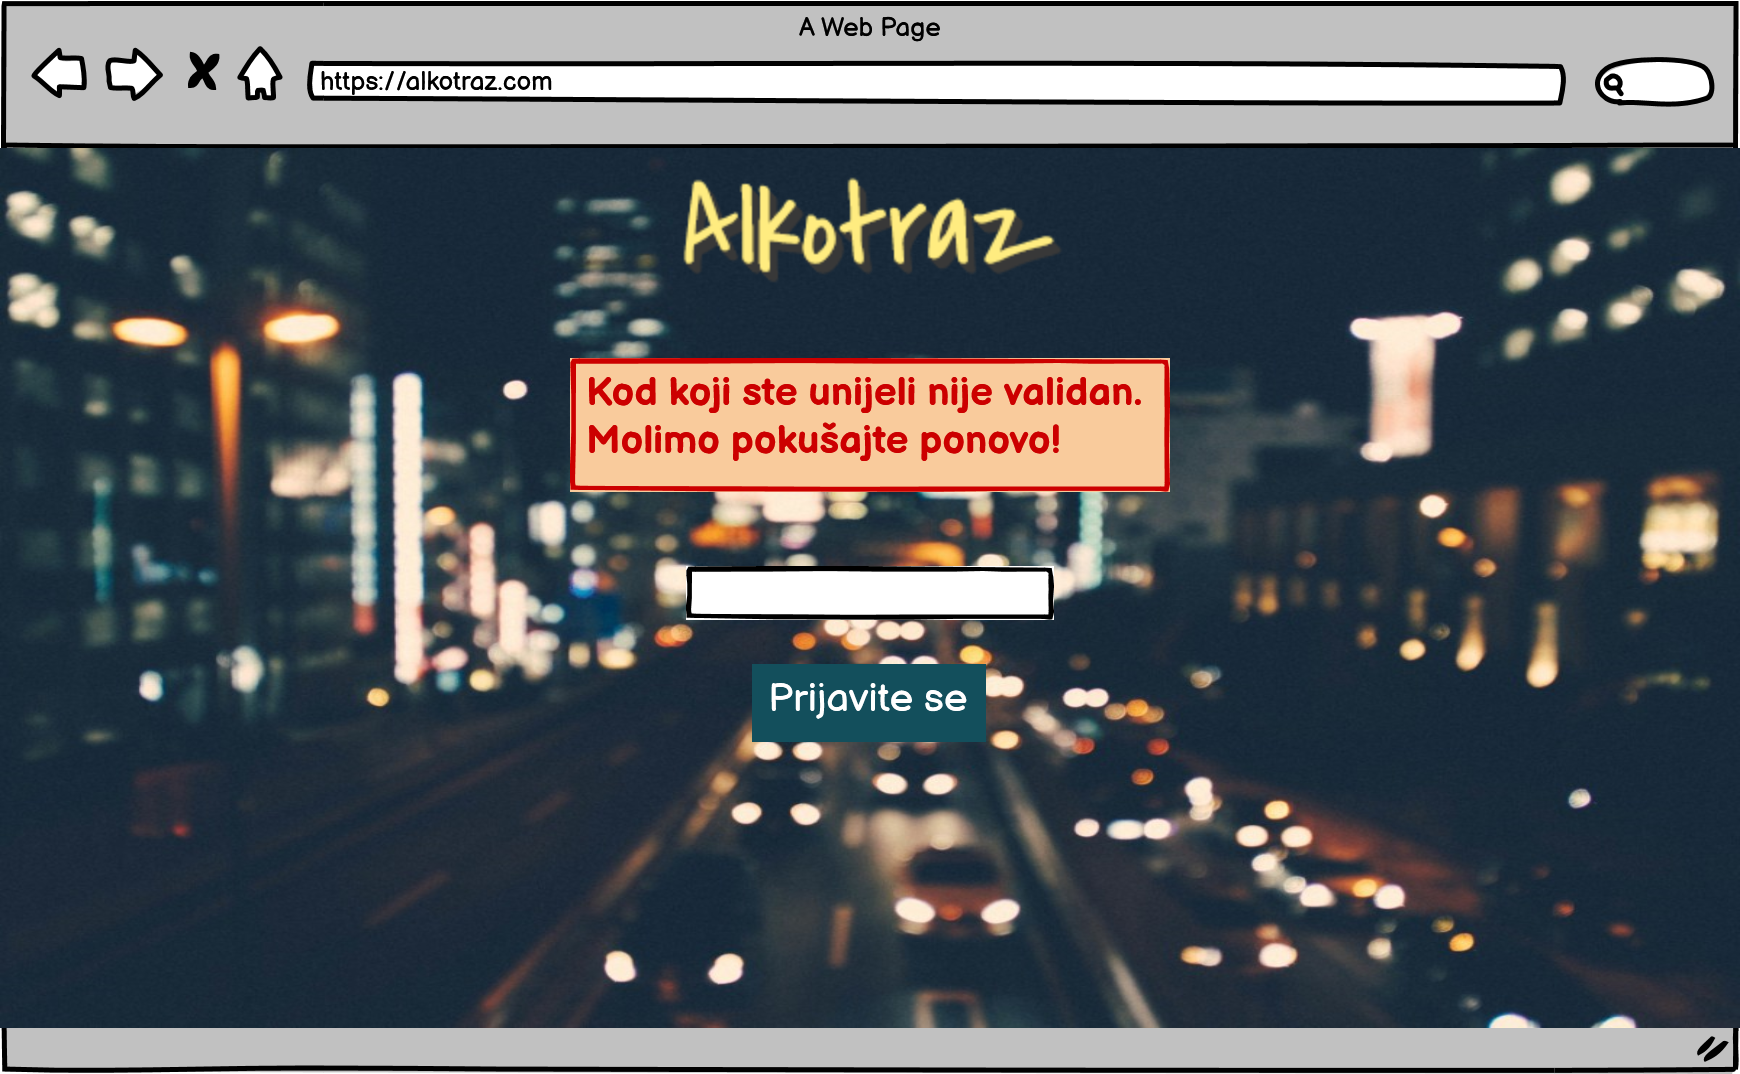 A Web Page
https://alkotraz.com
Alkotraz
Kod koji ste unijeli nije validan.
Molimo pokušajte ponovo!
Prijavite se